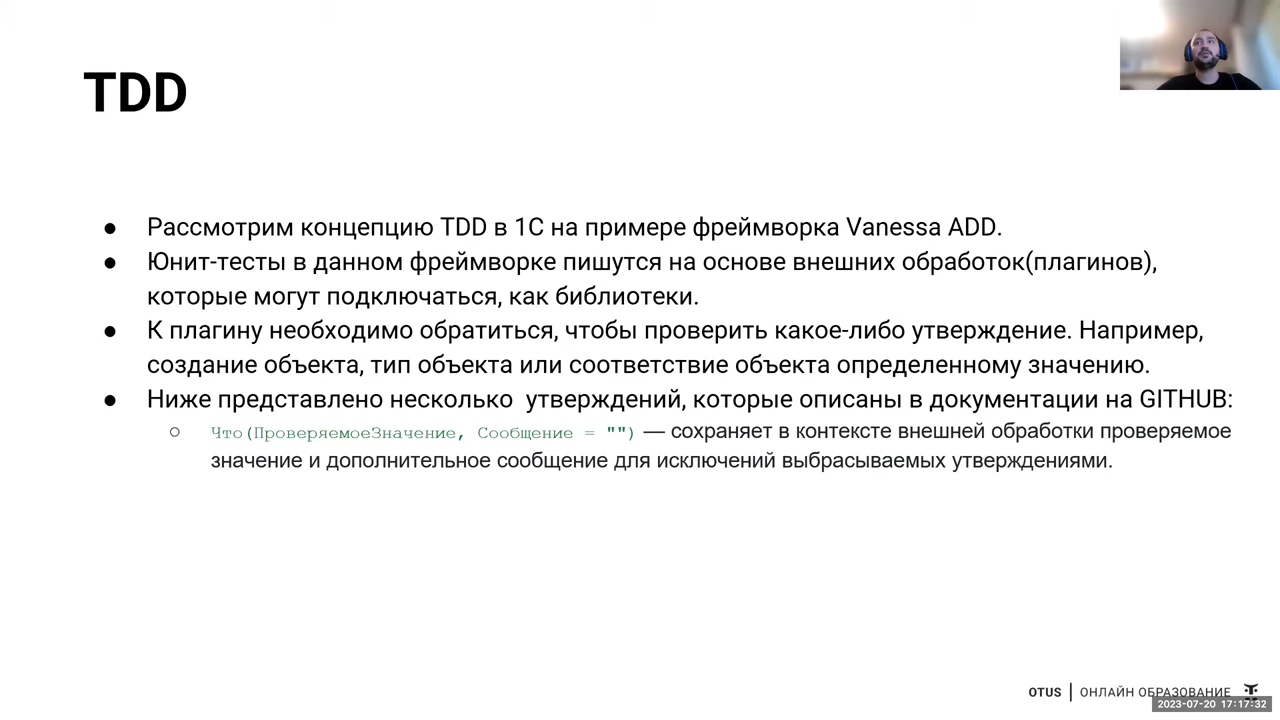 TDD
● Рассмотрим концепцию TDD в 1С на примере фреймворка Vanessa ADD.
● Юнит-тесты в данном фреймворке пишутся на основе внешних обработок(плагинов),
которые могут подключаться, как библиотеки.
● К плагину необходимо обратиться, чтобы проверить какое-либо утверждение. Например,
создание объекта, тип объекта или соответствие объекта определенному значению.
● Ниже представлено несколько  утверждений, которые описаны в документации на GITHUB:
○ Что(ПроверяемоеЗначение, Сообщение = "") — сохраняет в контексте внешней обработки проверяемое
значение и дополнительное сообщение для исключений выбрасываемых утверждениями.
OTUS | ОНЛАЙН ОБРАЗОВАНИЕ
2023-07-20 17:17:32